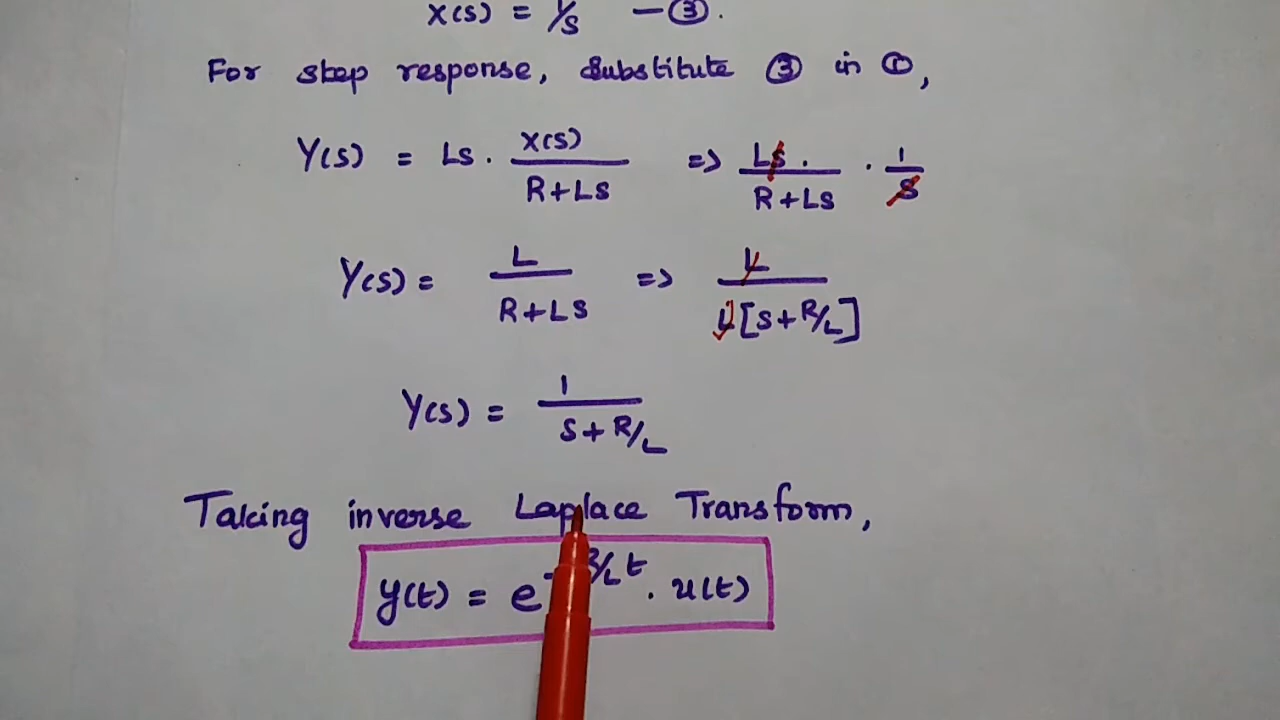 X(s) = 1/s — ③.
For step response, substitute ③ in ①,
Y(s) = Ls . X(s)/R+Ls => Ls ./R+Ls . 1/s
Y(s) = L/R+Ls => L/L[s+R/L]
Y(s) = 1/s+R/L
Taking inverse Laplace Transform,
y(t) = e^-R/L t . u(t)